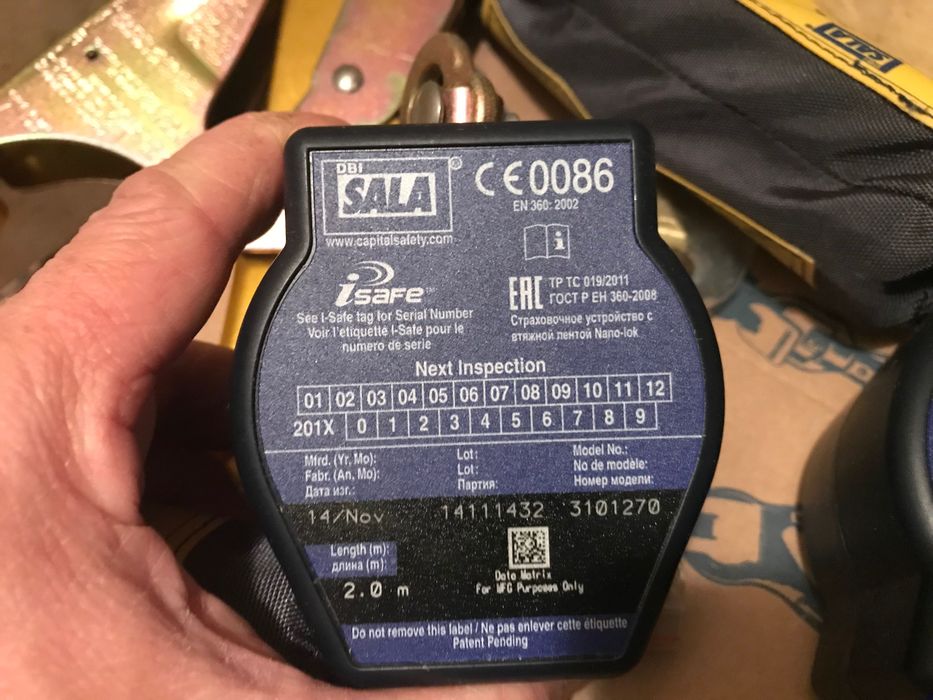 DBI
SALA®
www.capitalsafety.com
CE0086
EN 360: 2002
i
isafe™
See I-Safe tag for Serial Number
Voir l'etiquette I-Safe pour le
numero de serie
EAC
ТР ТС 019/2011
ГОСТ Р ЕН 360-2008
Страховочное устройство с
втяжной лентой Nano-lok
Next Inspection
01 02 03 04 05 06 07 08 09 10 11 12
201X 0 1 2 3 4 5 6 7 8 9
Mfrd. (Yr, Mo): Lot: Model No.:
Fabr. (An, Mo): Lot: No de modèle:
Дата изг.: Партия: Номер модели:
14/Nov 14111432 3101270
Length (m):
длина (m):
2.0 m
Data Matrix
For MFG Purposes Only
Do not remove this label / Ne pas enlever cette étiquette
Patent Pending
SALA